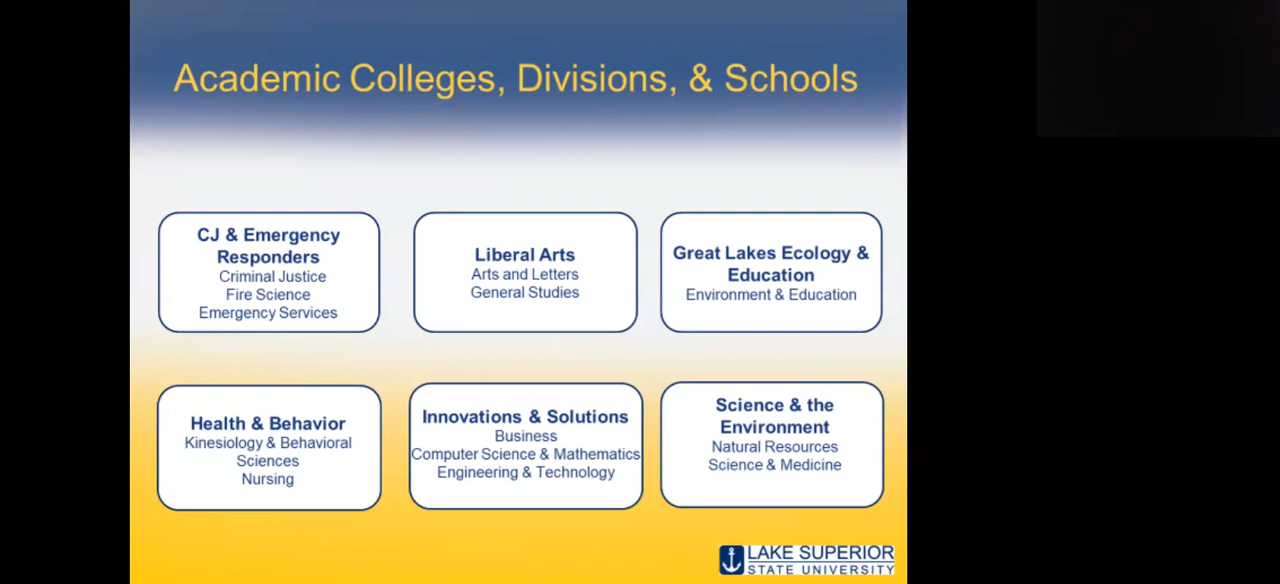 Academic Colleges, Divisions, & Schools
CJ & Emergency
Responders
Criminal Justice
Fire Science
Emergency Services
Liberal Arts
Arts and Letters
General Studies
Great Lakes Ecology &
Education
Environment & Education
Health & Behavior
Kinesiology & Behavioral
Sciences
Nursing
Innovations & Solutions
Business
Computer Science & Mathematics
Engineering & Technology
Science & the
Environment
Natural Resources
Science & Medicine
LAKE SUPERIOR
STATE UNIVERSITY